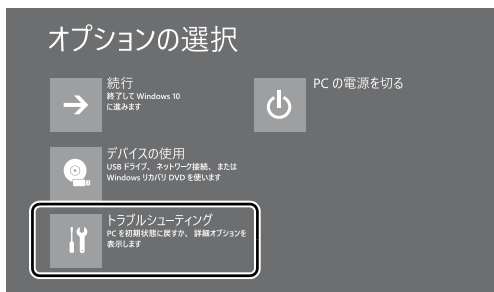 オプションの選択
続行
終了して Windows 10
に進みます
PC の電源を切る
デバイスの使用
USB ドライブ、ネットワーク接続、または
Windows リカバリ DVD を使います
トラブルシューティング
PC を初期状態に戻すか、詳細オプションを
表示します